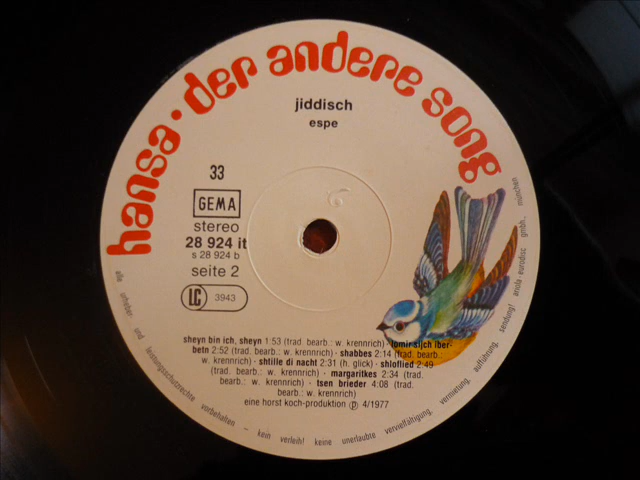 hansa · der andere song
jiddisch
espe
33
GEMA
stereo
28 924 it
s 28 924 b
seite 2
LC 3943
sheyn bin ich, sheyn 1:53 (trad. bearb.: w. krennrich) · lomir sijch iber-
betn 2:52 (trad. bearb.: w. krennrich) · shabbes 2:14 (trad. bearb.:
w. krennrich) · shtille di nacht 2:31 (h. glick) · shloflied 2:49
(trad. bearb.: w. krennrich) · margaritkes 2:34 (trad.
bearb.: w. krennrich) · tsen brieder 4:08 (trad.
bearb.: w. krennrich)
eine horst koch-produktion ℗ 4/1977
alle urheber- und leistungsschutzrechte vorbehalten – kein verleih! keine unerlaubte vervielfältigung, vermietung, aufführung, sendung! ariola-eurodisc gmbh., münchen